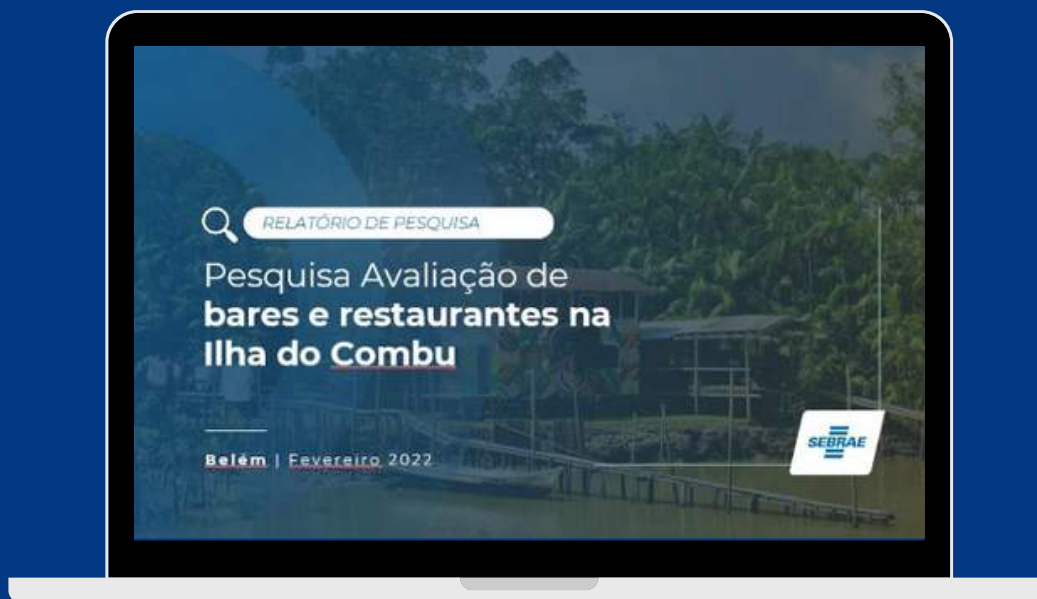 RELATÓRIO DE PESQUISA
Pesquisa Avaliação de
bares e restaurantes na
Ilha do Combu
Belém | Fevereiro 2022
SEBRAE